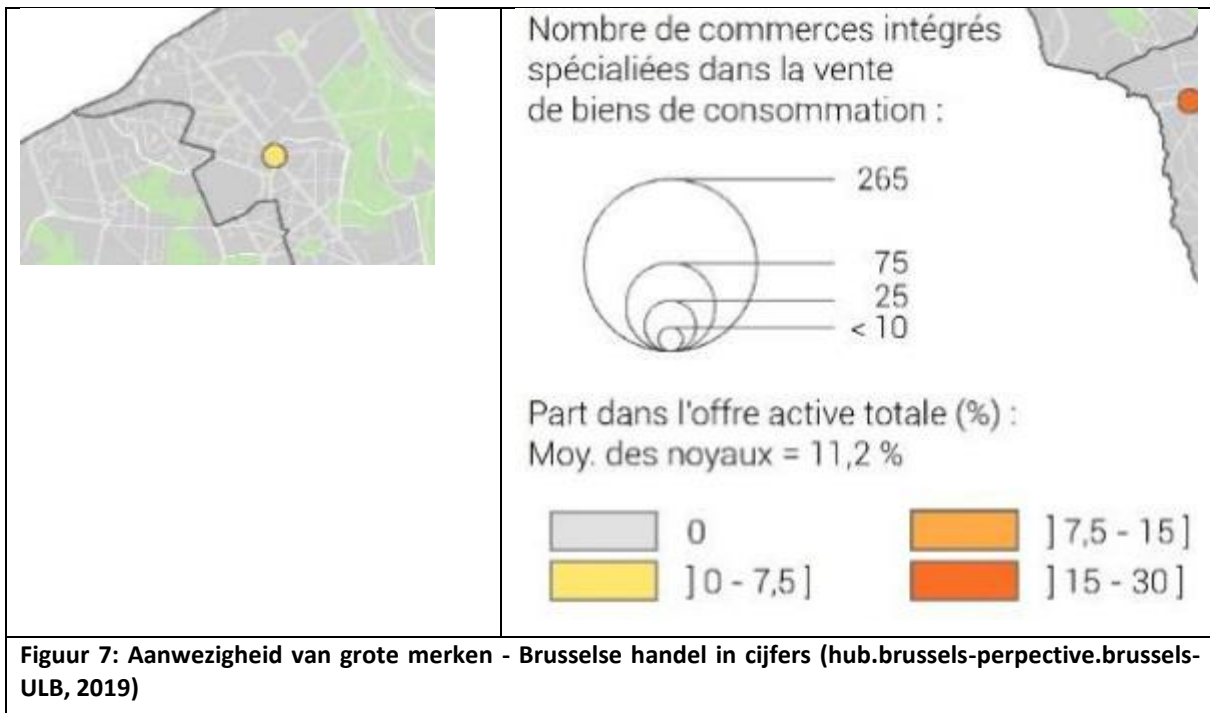 Nombre de commerces intégrés
spécialiées dans la vente
de biens de consommation :
265
75
25
< 10
Part dans l'offre active totale (%) :
Moy. des noyaux = 11,2 %
0
] 7,5 - 15 ]
] 0 - 7,5 ]
] 15 - 30 ]
Figuur 7: Aanwezigheid van grote merken - Brusselse handel in cijfers (hub.brussels-perpective.brussels-
ULB, 2019)